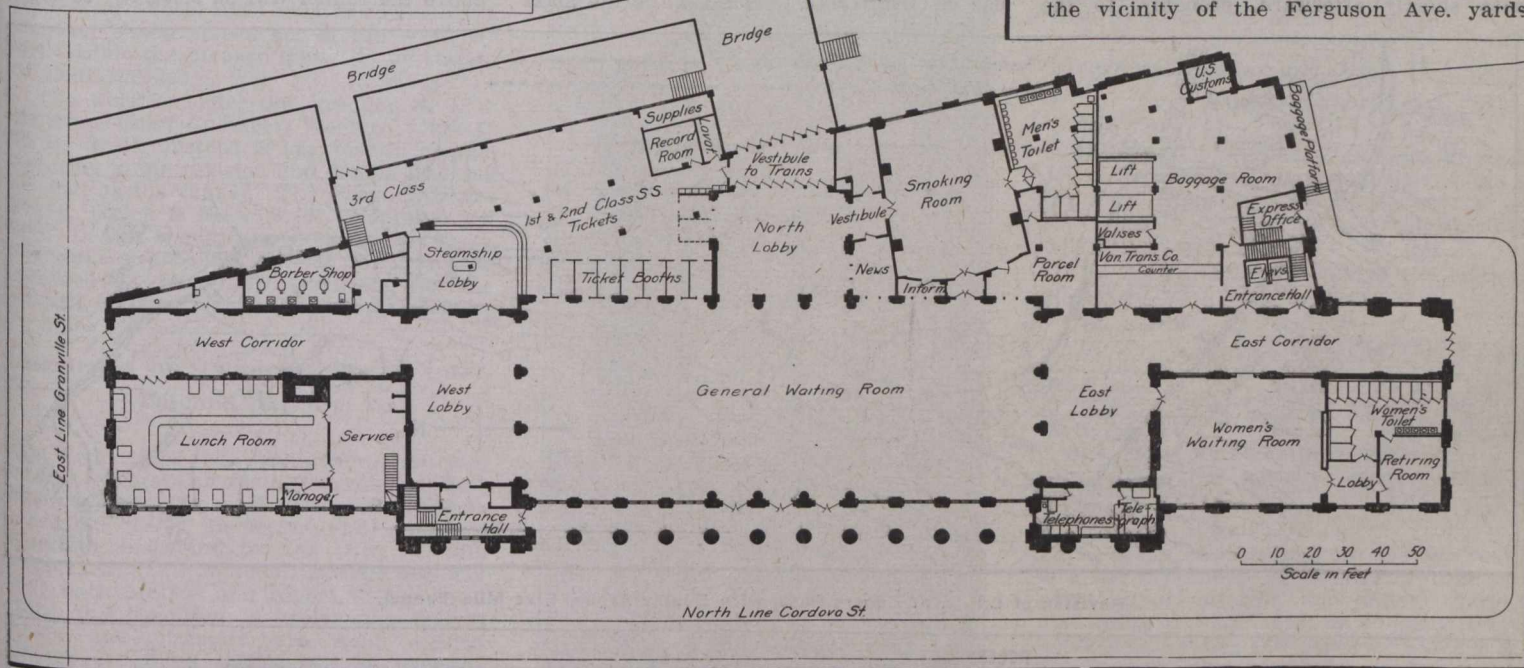 the vicinity of the Ferguson Ave. yards
Bridge
Bridge
U.S.
Customs
Baggage Platform
Supplies
Record
Room
Lavat.
Men's
Toilet
Vestibule
to Trains
Smoking
Room
Lift
Lift
Baggage Room
3rd Class
1st & 2nd Class S S
Tickets
North
Lobby
Vestibule
Express
Office
Valises
Steamship
Lobby
Barber Shop
Ticket Booths
News
Inform
Parcel
Room
Van. Trans. Co.
Counter
Elevs
Entrance Hall
East Line Granville St.
West Corridor
East Corridor
West
Lobby
General Waiting Room
East
Lobby
Lunch Room
Service
Manager
Women's
Waiting Room
Women's
Toilet
Retiring
Room
Lobby
Entrance
Hall
Telephones
Tele-
graph
0 10 20 30 40 50
Scale in Feet
North Line Cordova St.